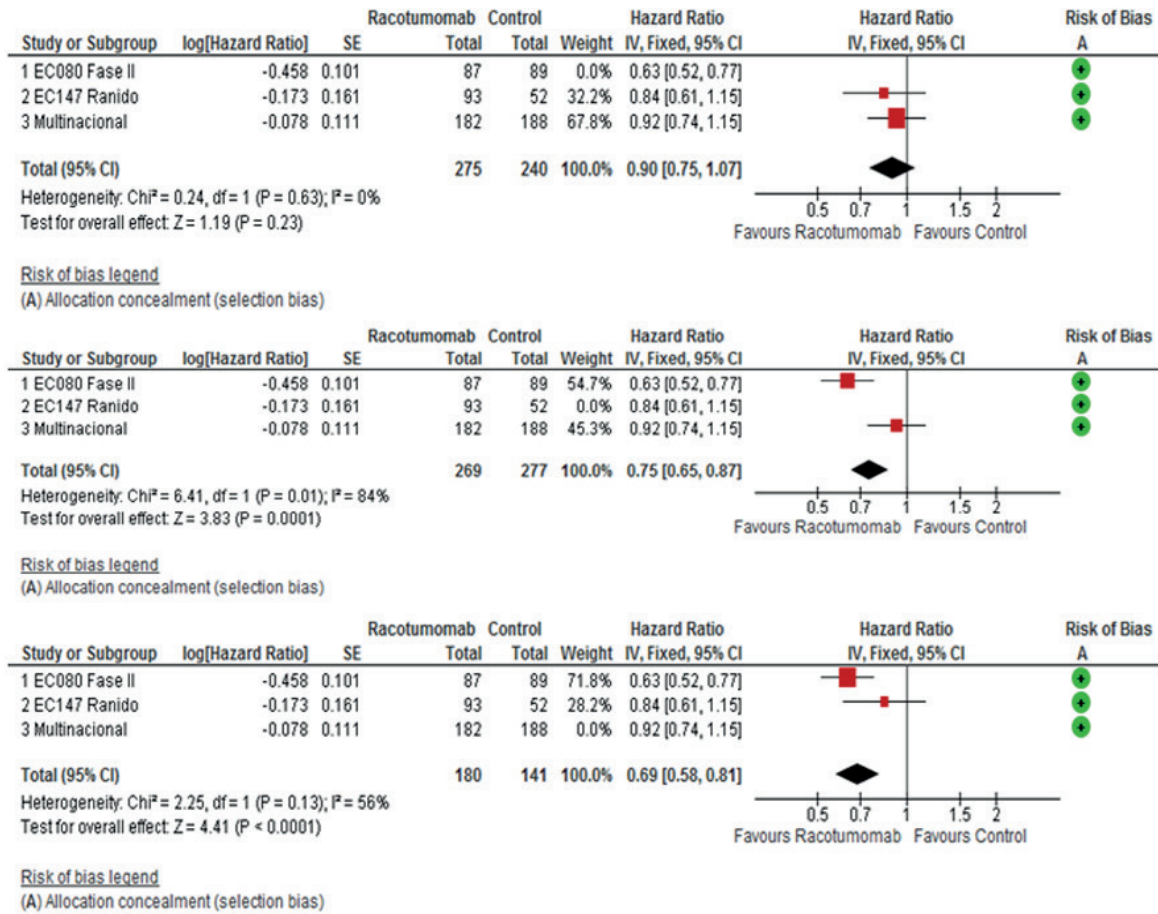 Racotumomab Control Hazard Ratio Hazard Ratio Risk of Bias
Study or Subgroup log[Hazard Ratio] SE Total Total Weight IV, Fixed, 95% CI IV, Fixed, 95% CI A
1 EC080 Fase II -0.458 0.101 87 89 0.0% 0.63 [0.52, 0.77] +
2 EC147 Ranido -0.173 0.161 93 52 32.2% 0.84 [0.61, 1.15] +
3 Multinacional -0.078 0.111 182 188 67.8% 0.92 [0.74, 1.15] +
Total (95% CI) 275 240 100.0% 0.90 [0.75, 1.07]
Heterogeneity: Chi² = 0.24, df = 1 (P = 0.63); I² = 0%
Test for overall effect: Z = 1.19 (P = 0.23)
0.5 0.7 1 1.5 2
Favours Racotumomab Favours Control
Risk of bias legend
(A) Allocation concealment (selection bias)
Racotumomab Control Hazard Ratio Hazard Ratio Risk of Bias
Study or Subgroup log[Hazard Ratio] SE Total Total Weight IV, Fixed, 95% CI IV, Fixed, 95% CI A
1 EC080 Fase II -0.458 0.101 87 89 54.7% 0.63 [0.52, 0.77] +
2 EC147 Ranido -0.173 0.161 93 52 0.0% 0.84 [0.61, 1.15] +
3 Multinacional -0.078 0.111 182 188 45.3% 0.92 [0.74, 1.15] +
Total (95% CI) 269 277 100.0% 0.75 [0.65, 0.87]
Heterogeneity: Chi² = 6.41, df = 1 (P = 0.01); I² = 84%
Test for overall effect: Z = 3.83 (P = 0.0001)
0.5 0.7 1 1.5 2
Favours Racotumomab Favours Control
Risk of bias legend
(A) Allocation concealment (selection bias)
Racotumomab Control Hazard Ratio Hazard Ratio Risk of Bias
Study or Subgroup log[Hazard Ratio] SE Total Total Weight IV, Fixed, 95% CI IV, Fixed, 95% CI A
1 EC080 Fase II -0.458 0.101 87 89 71.8% 0.63 [0.52, 0.77] +
2 EC147 Ranido -0.173 0.161 93 52 28.2% 0.84 [0.61, 1.15] +
3 Multinacional -0.078 0.111 182 188 0.0% 0.92 [0.74, 1.15] +
Total (95% CI) 180 141 100.0% 0.69 [0.58, 0.81]
Heterogeneity: Chi² = 2.25, df = 1 (P = 0.13); I² = 56%
Test for overall effect: Z = 4.41 (P < 0.0001)
0.5 0.7 1 1.5 2
Favours Racotumomab Favours Control
Risk of bias legend
(A) Allocation concealment (selection bias)